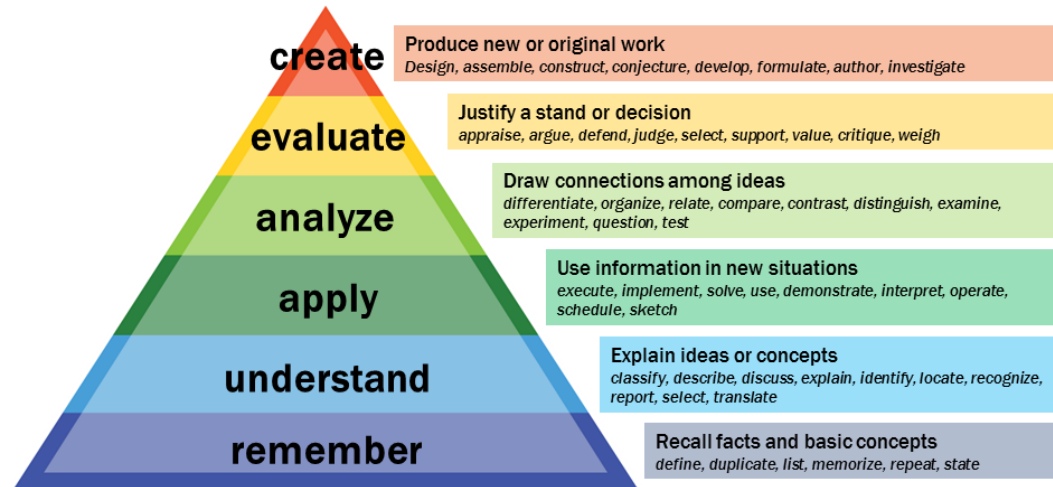 create
Produce new or original work
Design, assemble, construct, conjecture, develop, formulate, author, investigate
evaluate
Justify a stand or decision
appraise, argue, defend, judge, select, support, value, critique, weigh
analyze
Draw connections among ideas
differentiate, organize, relate, compare, contrast, distinguish, examine,
experiment, question, test
apply
Use information in new situations
execute, implement, solve, use, demonstrate, interpret, operate,
schedule, sketch
understand
Explain ideas or concepts
classify, describe, discuss, explain, identify, locate, recognize,
report, select, translate
remember
Recall facts and basic concepts
define, duplicate, list, memorize, repeat, state